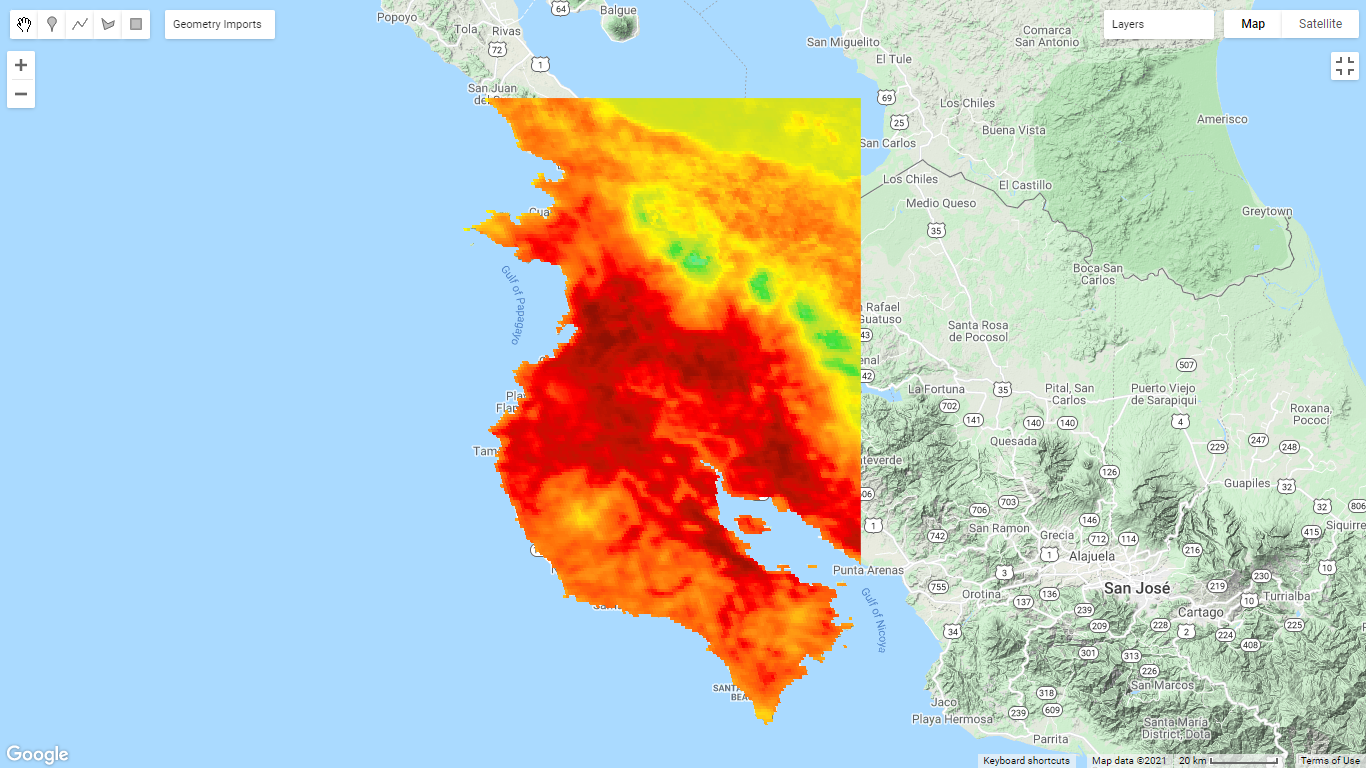 Geometry Imports
Layers
Map
Satellite
Popoyo
64
Balgue
Tola
Rivas
72
1
San Miguelito
El Tule
Comarca
San Antonio
San Juan
69
Los Chiles
25
Buena Vista
Amerisco
San Carlos
Los Chiles
El Castillo
Medio Queso
Greytown
35
Boca San
Carlos
Gulf of Papagayo
Santa Rosa
de Pocosol
43
42
507
La Fortuna
35
Pital, San
Carlos
Puerto Viejo
de Sarapiqui
702
141
140
140
4
Roxana,
Pococí
Quesada
229
247
248
126
Guapiles
32
32
806
706
703
San Ramon
146
1
742
Grecia
712
114
415
1
Alajuela
216
10
Punta Arenas
3
755
Orotina
136
San José
219
230
Turrialba
137
239
Cartago
10
Gulf of Nicoya
34
209
228
2
224
225
301
313
408
226
318
San Marcos
Jaco
Playa Hermosa
239
609
Santa María
District, Dota
Parrita
Google
Keyboard shortcuts
Map data ©2021
20 km
Terms of Use